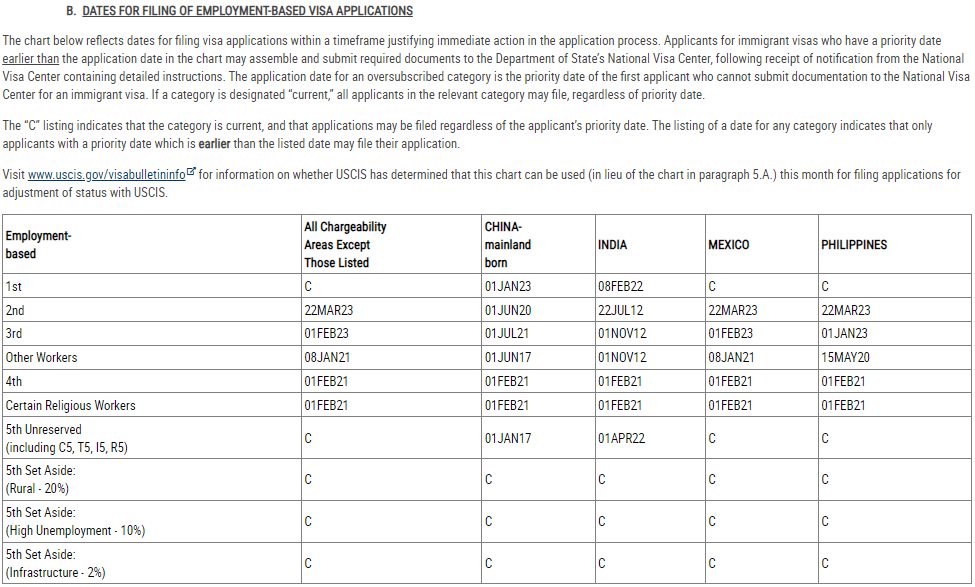 B. DATES FOR FILING OF EMPLOYMENT-BASED VISA APPLICATIONS
The chart below reflects dates for filing visa applications within a timeframe justifying immediate action in the application process. Applicants for immigrant visas who have a priority date
earlier than the application date in the chart may assemble and submit required documents to the Department of State's National Visa Center, following receipt of notification from the National
Visa Center containing detailed instructions. The application date for an oversubscribed category is the priority date of the first applicant who cannot submit documentation to the National Visa
Center for an immigrant visa. If a category is designated “current,” all applicants in the relevant category may file, regardless of priority date.
The “C” listing indicates that the category is current, and that applications may be filed regardless of the applicant's priority date. The listing of a date for any category indicates that only
applicants with a priority date which is earlier than the listed date may file their application.
Visit www.uscis.gov/visabulletininfo for information on whether USCIS has determined that this chart can be used (in lieu of the chart in paragraph 5.A.) this month for filing applications for
adjustment of status with USCIS.
Employment-
based
All Chargeability
Areas Except
Those Listed
CHINA-
mainland
born
INDIA
MEXICO
PHILIPPINES
1st C 01JAN23 08FEB22 C C
2nd 22MAR23 01JUN20 22JUL12 22MAR23 22MAR23
3rd 01FEB23 01JUL21 01NOV12 01FEB23 01JAN23
Other Workers 08JAN21 01JUN17 01NOV12 08JAN21 15MAY20
4th 01FEB21 01FEB21 01FEB21 01FEB21 01FEB21
Certain Religious Workers 01FEB21 01FEB21 01FEB21 01FEB21 01FEB21
5th Unreserved
(including C5, T5, I5, R5)
C 01JAN17 01APR22 C C
5th Set Aside:
(Rural - 20%)
C C C C C
5th Set Aside:
(High Unemployment - 10%)
C C C C C
5th Set Aside:
(Infrastructure - 2%)
C C C C C